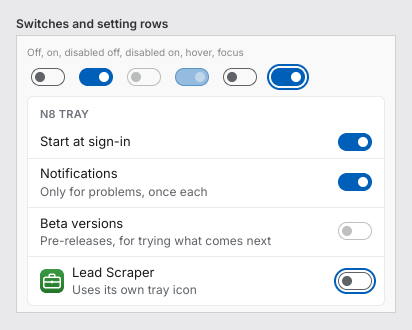 Switches and setting rows
Off, on, disabled off, disabled on, hover, focus
N8 TRAY
Start at sign-in
Notifications
Only for problems, once each
Beta versions
Pre-releases, for trying what comes next
Lead Scraper
Uses its own tray icon